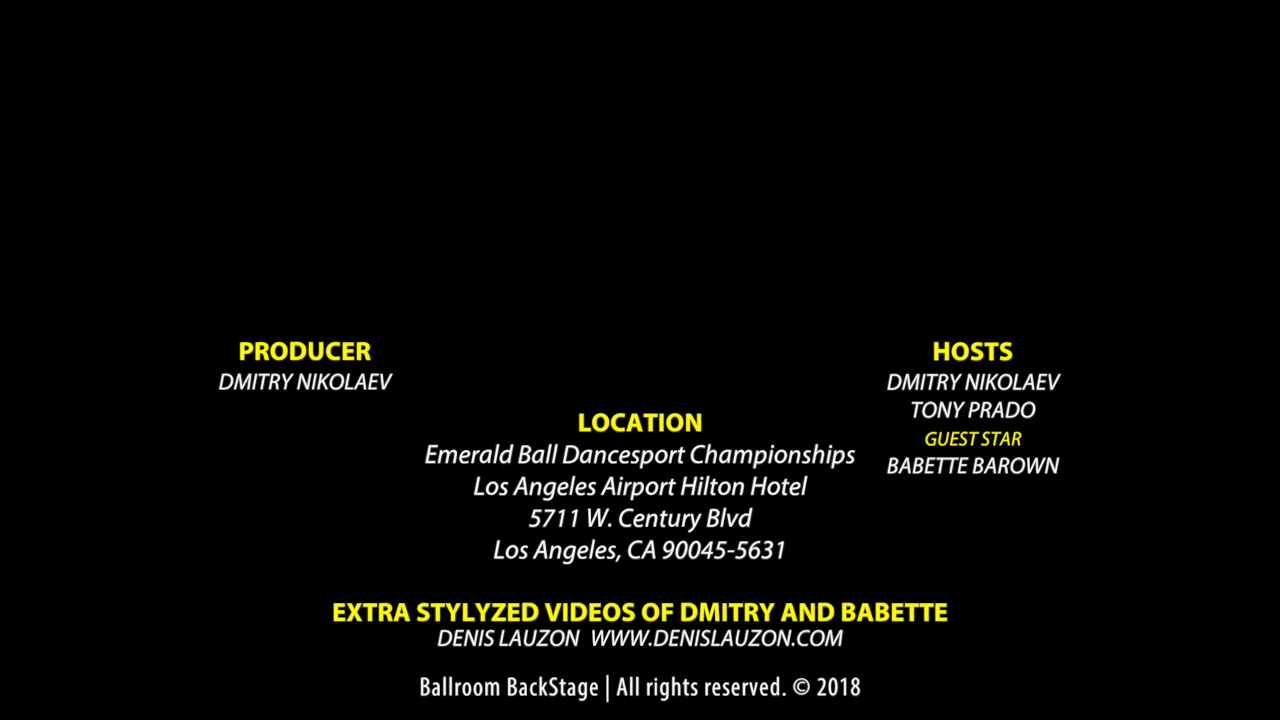 PRODUCER
DMITRY NIKOLAEV
HOSTS
DMITRY NIKOLAEV
TONY PRADO
GUEST STAR
BABETTE BAROWN
LOCATION
Emerald Ball Dancesport Championships
Los Angeles Airport Hilton Hotel
5711 W. Century Blvd
Los Angeles, CA 90045-5631
EXTRA STYLYZED VIDEOS OF DMITRY AND BABETTE
DENIS LAUZON WWW.DENISLAUZON.COM
Ballroom BackStage | All rights reserved. © 2018